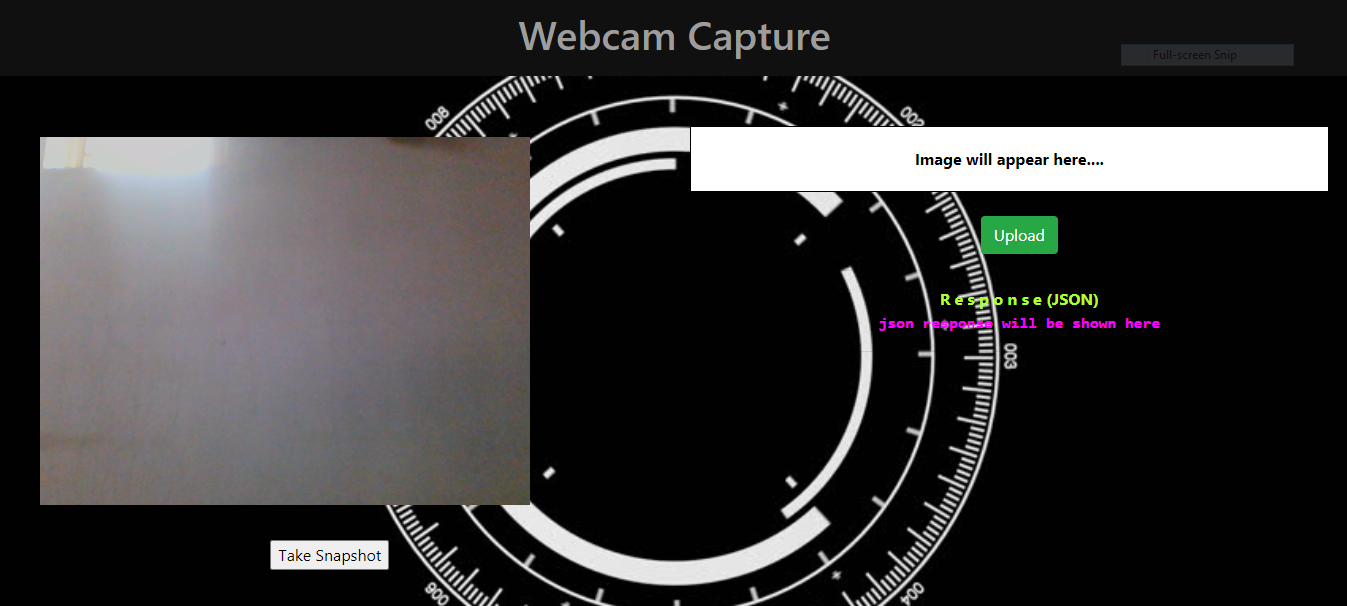 Webcam Capture
Full-screen Snip
008
002
Image will appear here....
Upload
R e s p o n s e (JSON)
json response will be shown here
003
Take Snapshot
006
004